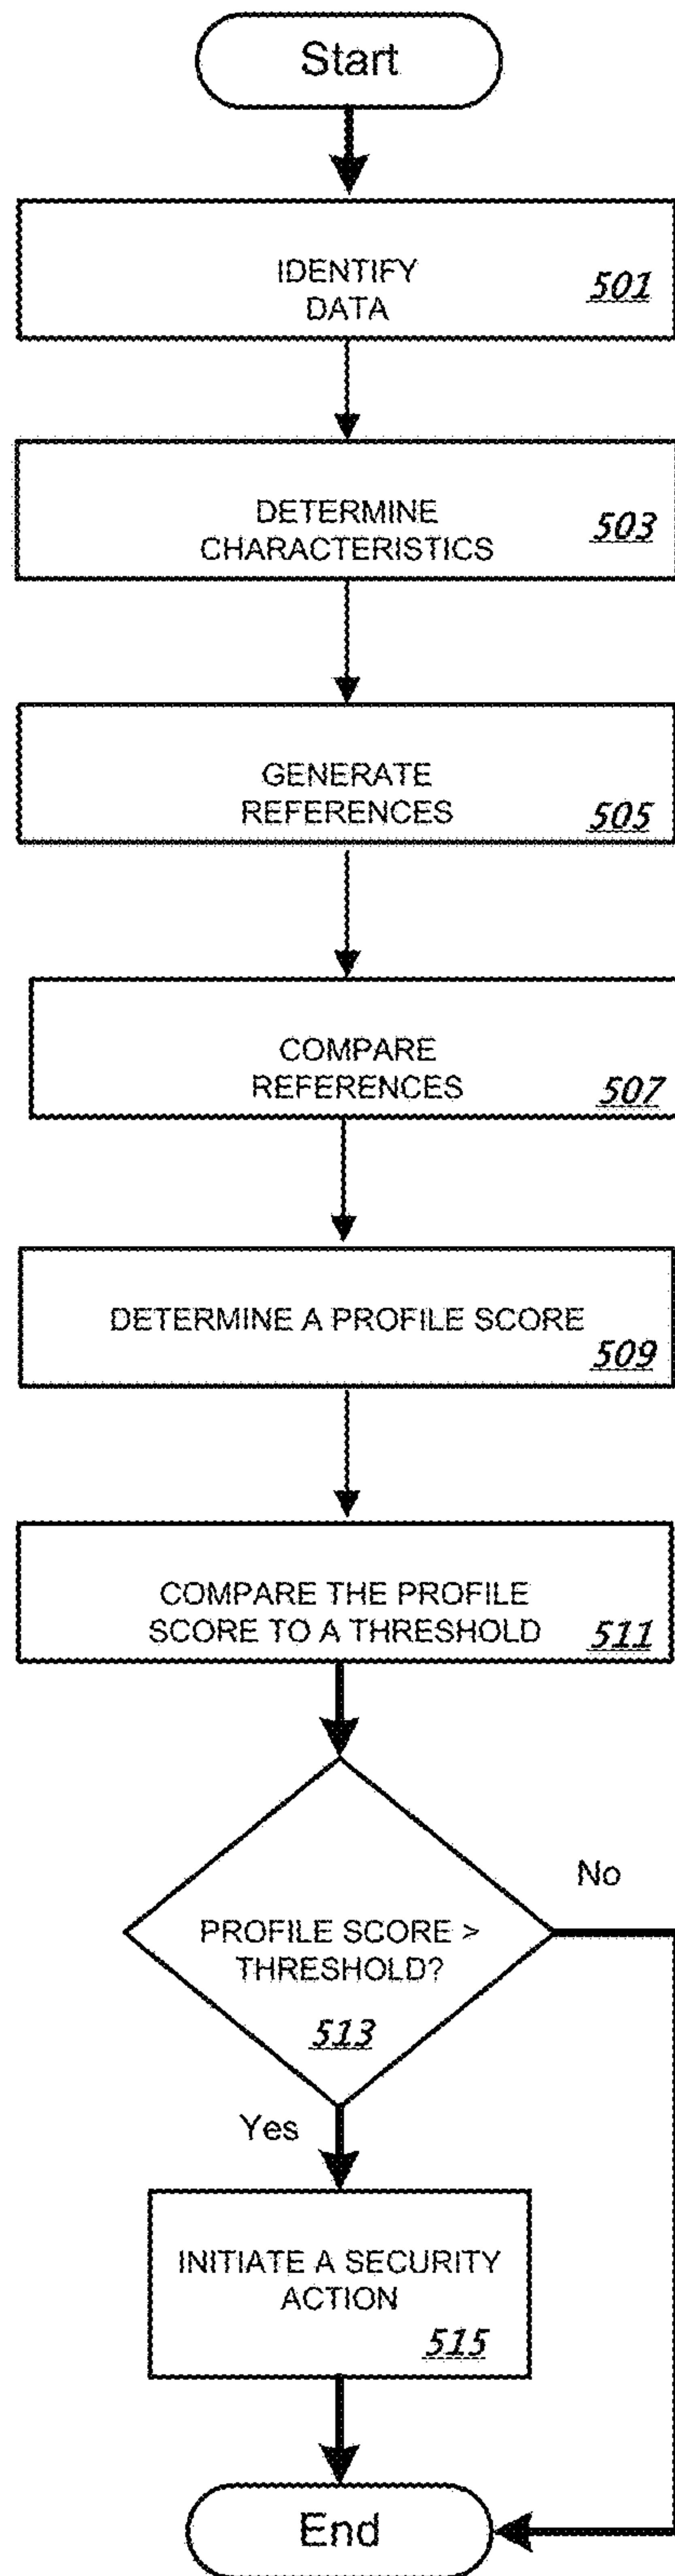 Start
IDENTIFY
DATA
501
DETERMINE
CHARACTERISTICS
503
GENERATE
REFERENCES
505
COMPARE
REFERENCES
507
DETERMINE A PROFILE SCORE
509
COMPARE THE PROFILE
SCORE TO A THRESHOLD
511
No
PROFILE SCORE >
THRESHOLD?
513
Yes
INITIATE A SECURITY
ACTION
515
End